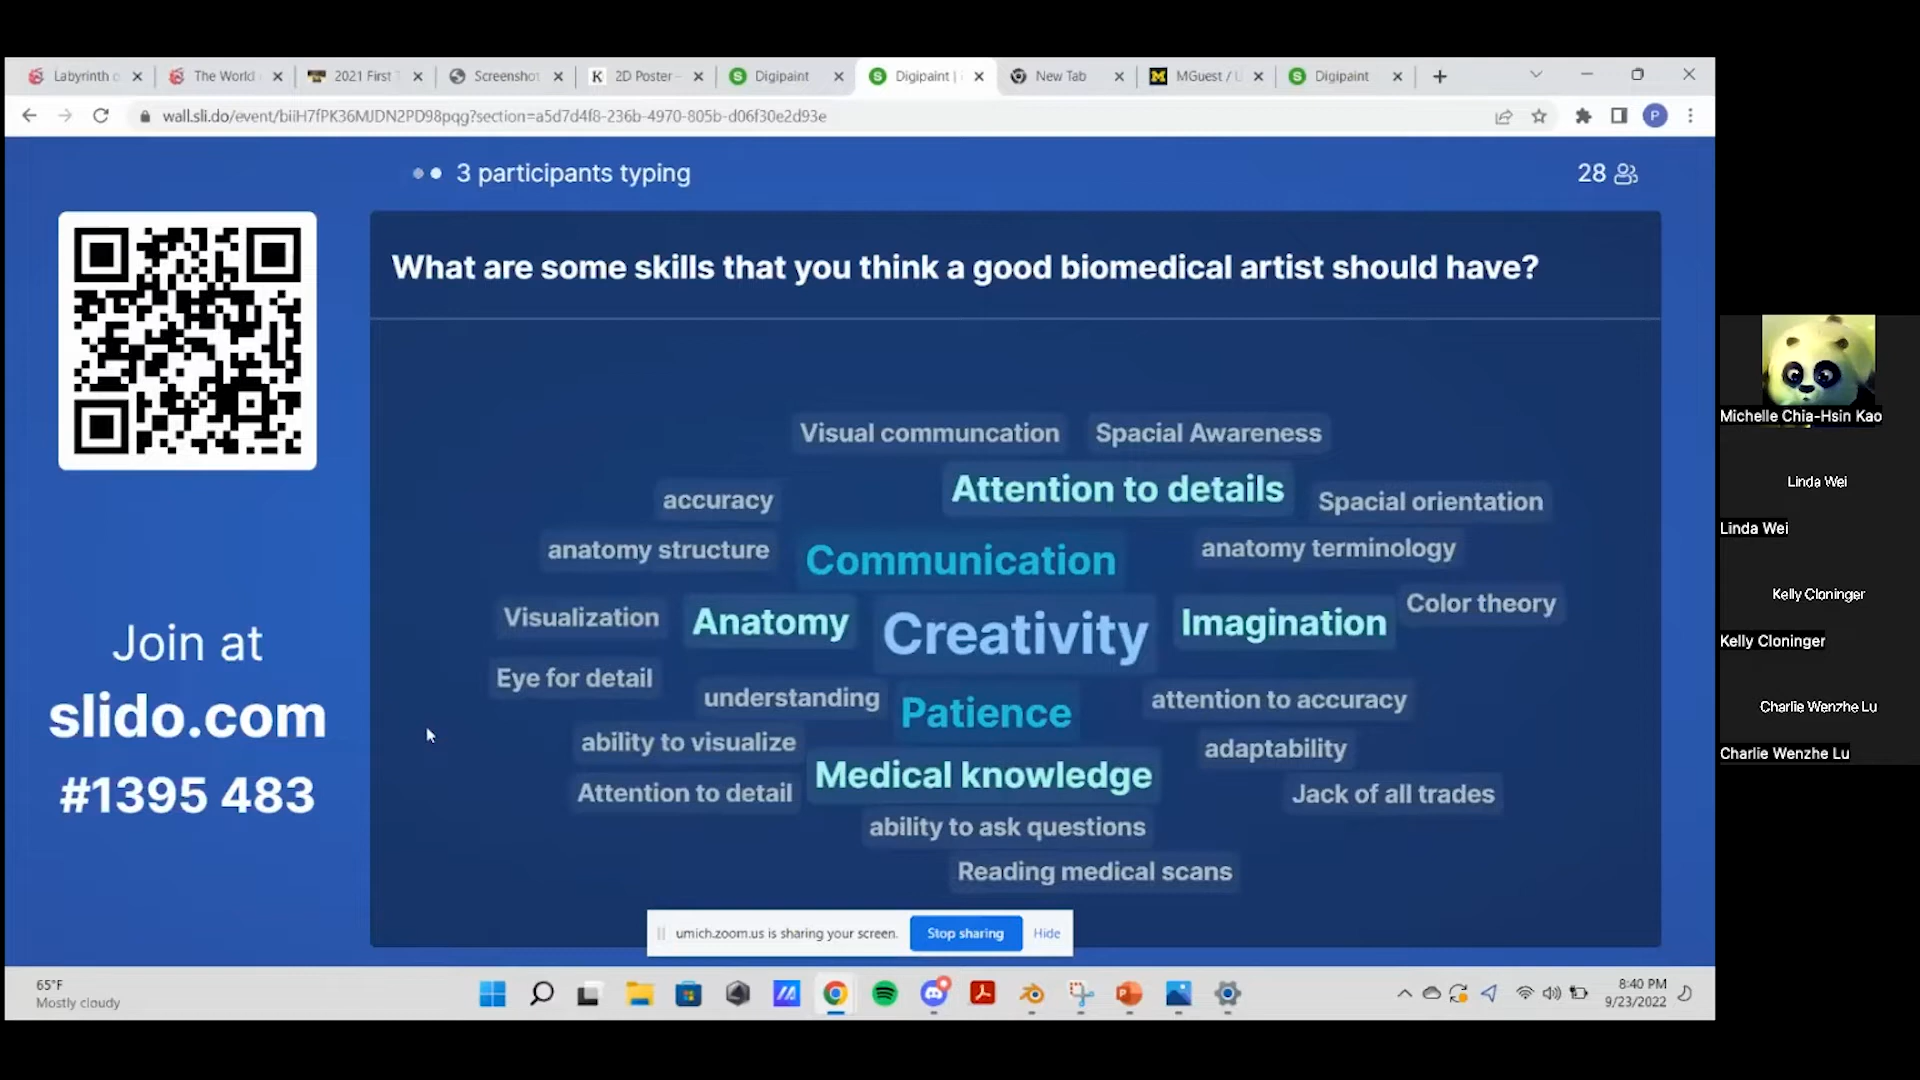 Labyrinth
The World
2021 First
Screenshot
2D Poster -
Digipaint
Digipaint |
New Tab
MGuest /
Digipaint
wall.sli.do/event/biiH7fPK36MJDN2PD98pqg?section=a5d7d4f8-236b-4970-805b-d06f30e2d93e
P
3 participants typing
28
What are some skills that you think a good biomedical artist should have?
Visual communcation
Spacial Awareness
Attention to details
accuracy
Spacial orientation
anatomy structure
Communication
anatomy terminology
Visualization
Anatomy
Creativity
Imagination
Color theory
Eye for detail
understanding
Patience
attention to accuracy
ability to visualize
adaptability
Medical knowledge
Attention to detail
Jack of all trades
ability to ask questions
Reading medical scans
Join at
slido.com
#1395 483
umich.zoom.us is sharing your screen.
Stop sharing
Hide
Michelle Chia-Hsin Kao
Linda Wei
Linda Wei
Kelly Cloninger
Kelly Cloninger
Charlie Wenzhe Lu
Charlie Wenzhe Lu
65°F
Mostly cloudy
8:40 PM
9/23/2022